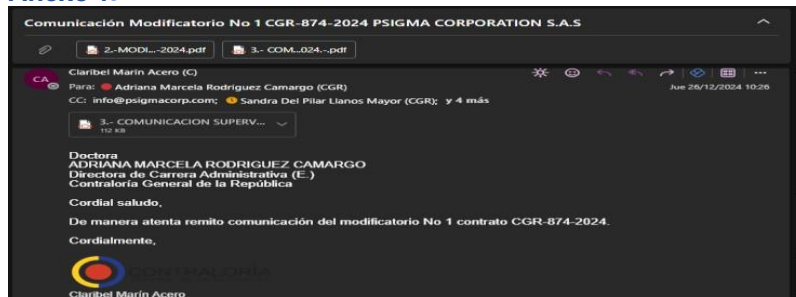 Comunicación Modificatorio No 1 CGR-874-2024 PSIGMA CORPORATION S.A.S
2.-MODI...-2024.pdf
3.- COM...024.-.pdf
CA
Claribel Marin Acero (C)
Para: Adriana Marcela Rodriguez Camargo (CGR)
CC: info@psigmacorp.com; Sandra Del Pilar Llanos Mayor (CGR); y 4 más
Jue 26/12/2024 10:26
3.- COMUNICACION SUPERV...
112 KB
Doctora
ADRIANA MARCELA RODRIGUEZ CAMARGO
Directora de Carrera Administrativa (E.)
Contraloría General de la República
Cordial saludo,
De manera atenta remito comunicación del modificatorio No 1 contrato CGR-874-2024.
Cordialmente,
CONTRALORÍA
Claribel Marín Acero